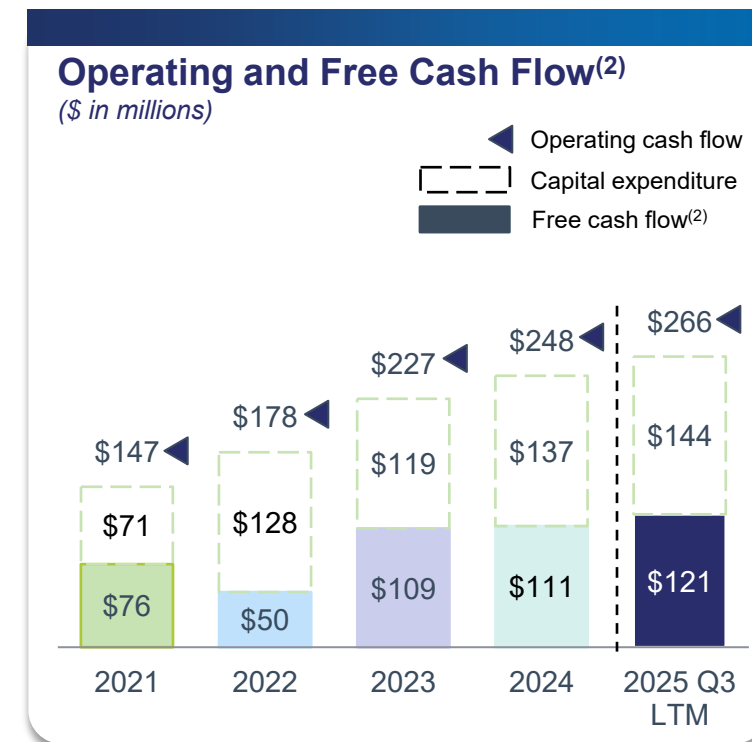 Operating and Free Cash Flow(2)
($ in millions)
Operating cash flow
Capital expenditure
Free cash flow(2)
$147
$178
$227
$248
$266
$71
$128
$119
$137
$144
$76
$50
$109
$111
$121
2021
2022
2023
2024
2025 Q3
LTM